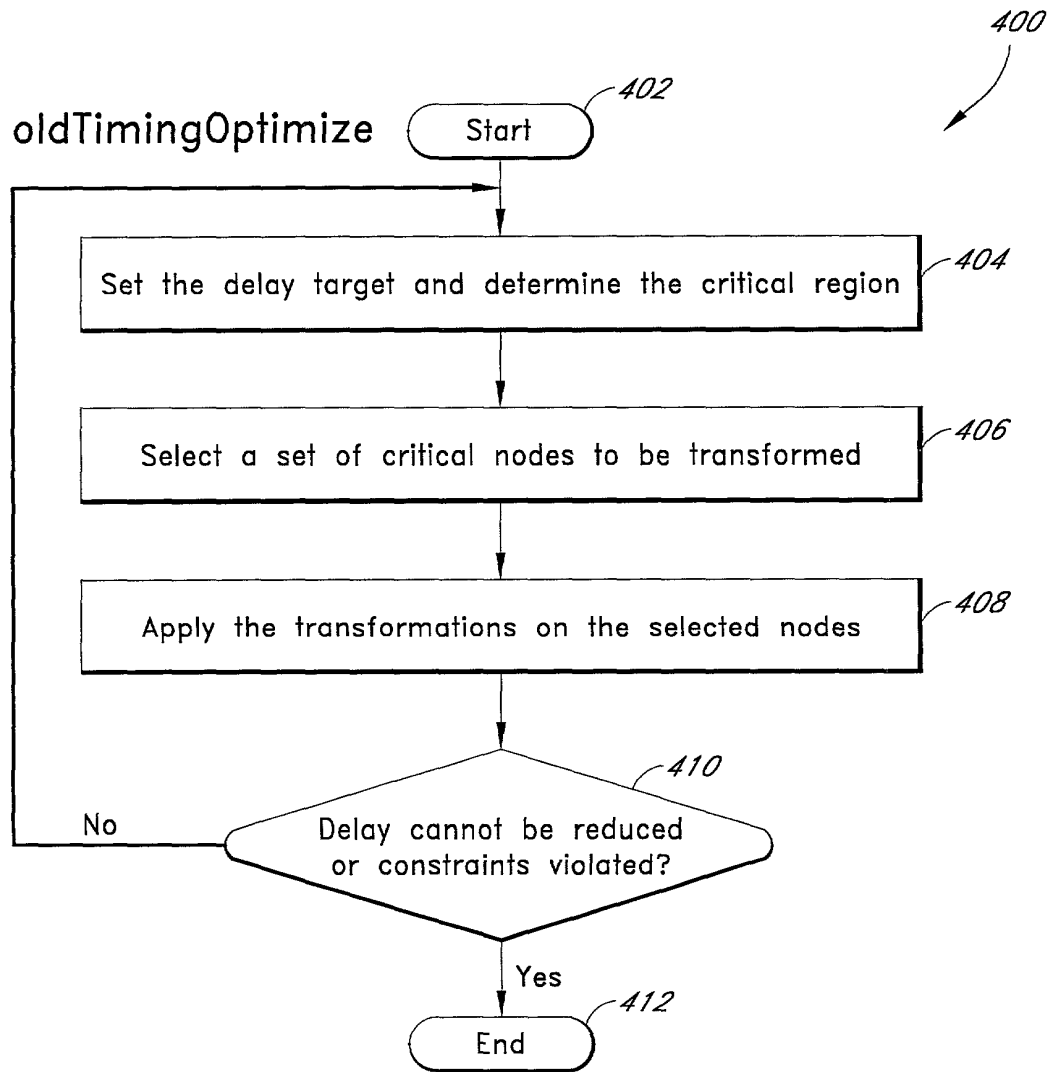 400
402
oldTimingOptimize
Start
404
Set the delay target and determine the critical region
406
Select a set of critical nodes to be transformed
408
Apply the transformations on the selected nodes
410
No
Delay cannot be reduced
or constraints violated?
Yes
412
End